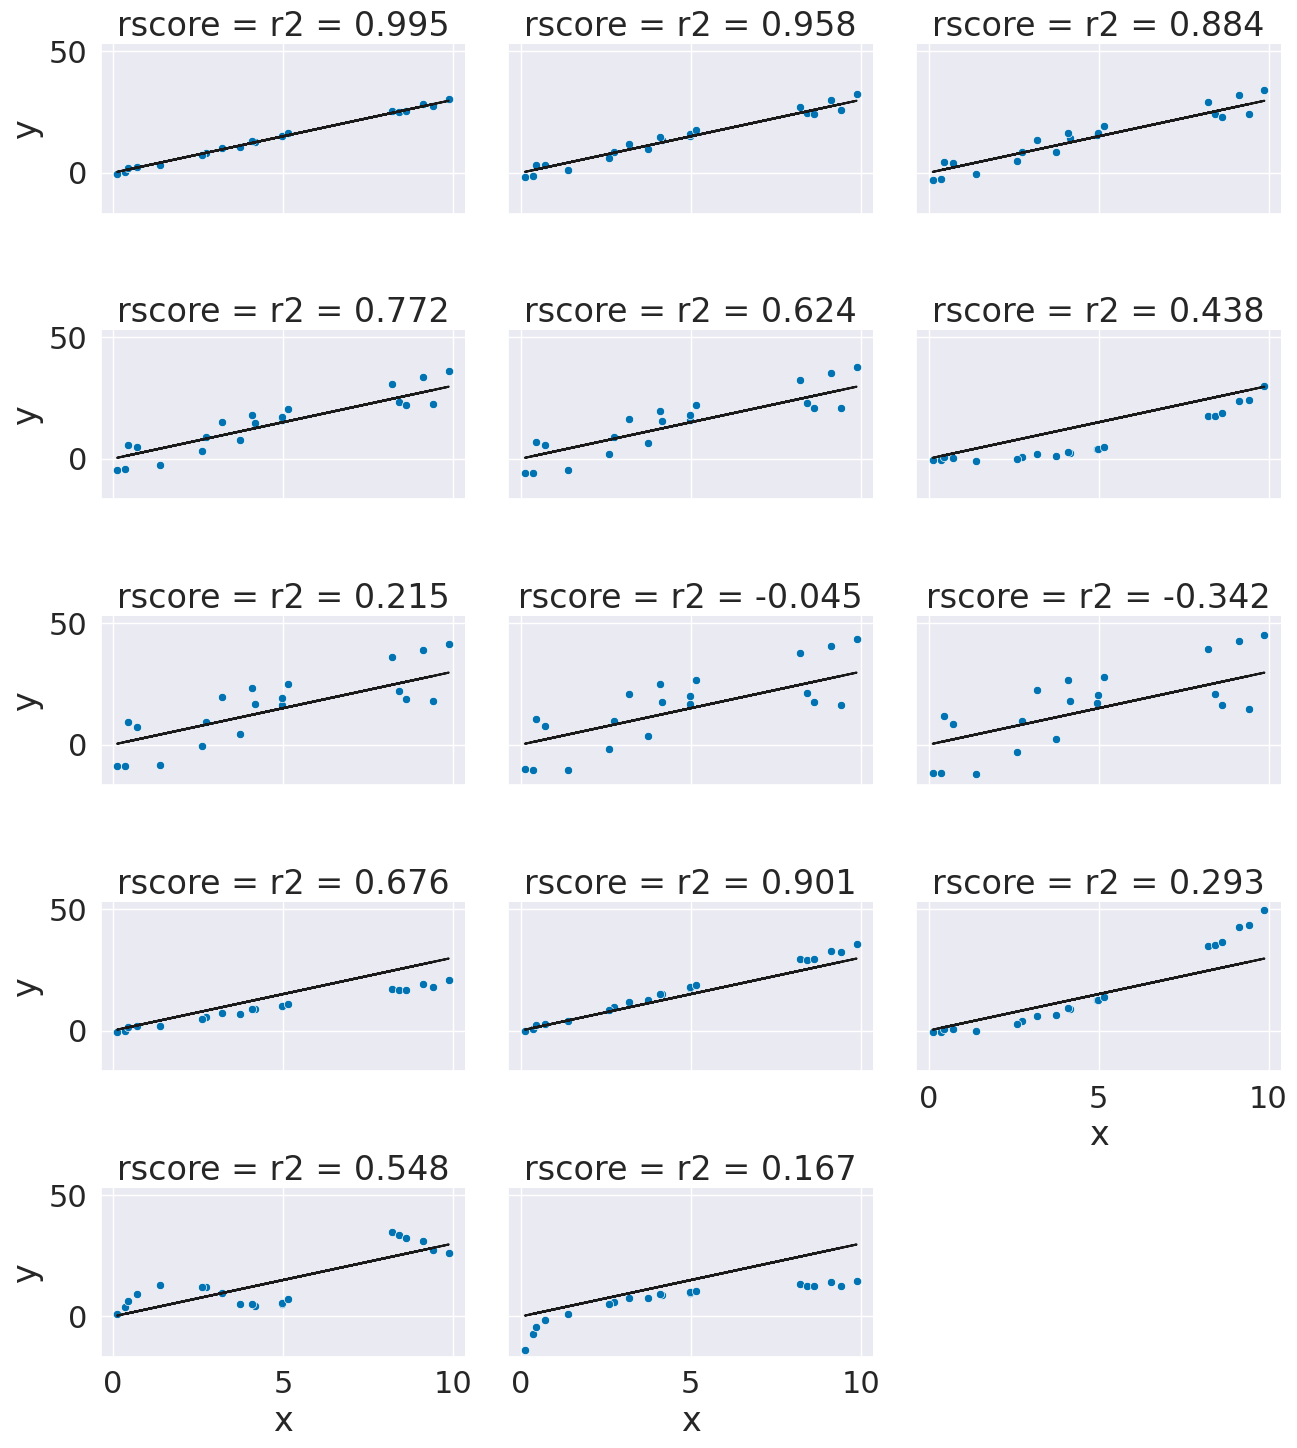 rscore = r2 = 0.995
rscore = r2 = 0.958
rscore = r2 = 0.884
50
0
y
rscore = r2 = 0.772
rscore = r2 = 0.624
rscore = r2 = 0.438
50
0
y
rscore = r2 = 0.215
rscore = r2 = -0.045
rscore = r2 = -0.342
50
0
y
rscore = r2 = 0.676
rscore = r2 = 0.901
rscore = r2 = 0.293
50
0
y
0 5 10
x
rscore = r2 = 0.548
rscore = r2 = 0.167
50
0
y
0 5 10
x
0 5 10
x